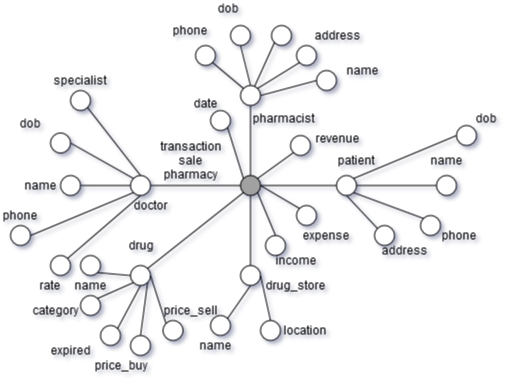 dob
phone
address
name
specialist
date
pharmacist
dob
transaction
sale
pharmacy
revenue
patient
dob
name
name
doctor
phone
expense
phone
address
drug
income
rate
name
drug_store
category
price_sell
name
location
expired
price_buy